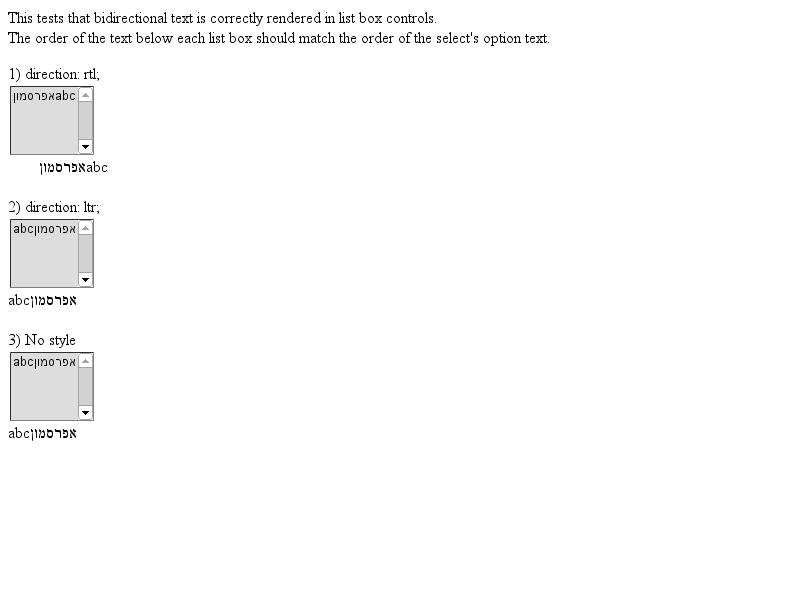 This tests that bidirectional text is correctly rendered in list box controls.
The order of the text below each list box should match the order of the select's option text.
1) direction: rtl;
abcאפרסמון
abcאפרסמון
2) direction: ltr;
abcאפרסמון
abcאפרסמון
3) No style
abcאפרסמון
abcאפרסמון